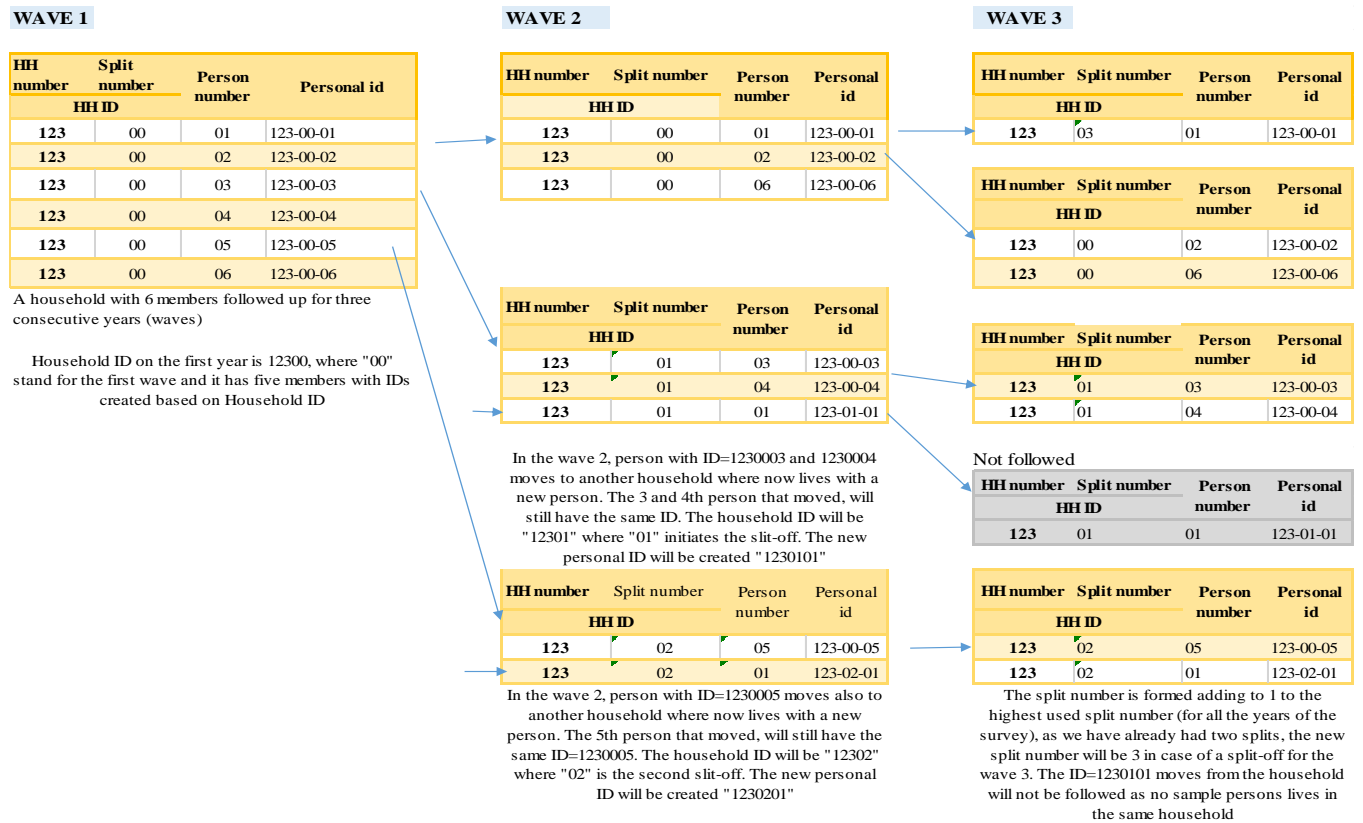 WAVE 1
HH number Split number Person number Personal id
HH ID
123 00 01 123-00-01
123 00 02 123-00-02
123 00 03 123-00-03
123 00 04 123-00-04
123 00 05 123-00-05
123 00 06 123-00-06
A household with 6 members followed up for three
consecutive years (waves)
Household ID on the first year is 12300, where "00"
stand for the first wave and it has five members with IDs
created based on Household ID
WAVE 2
HH number Split number Person number Personal id
HH ID
123 00 01 123-00-01
123 00 02 123-00-02
123 00 06 123-00-06
HH number Split number Person number Personal id
HH ID
123 01 03 123-00-03
123 01 04 123-00-04
123 01 01 123-01-01
In the wave 2, person with ID=1230003 and 1230004
moves to another household where now lives with a
new person. The 3 and 4th person that moved, will
still have the same ID. The household ID will be
"12301" where "01" initiates the slit-off. The new
personal ID will be created "1230101"
HH number Split number Person number Personal id
HH ID
123 02 05 123-00-05
123 02 01 123-02-01
In the wave 2, person with ID=1230005 moves also to
another household where now lives with a new
person. The 5th person that moved, will still have the
same ID=1230005. The household ID will be "12302"
where "02" is the second slit-off. The new personal
ID will be created "1230201"
WAVE 3
HH number Split number Person number Personal id
HH ID
123 03 01 123-00-01
HH number Split number Person number Personal id
HH ID
123 00 02 123-00-02
123 00 06 123-00-06
HH number Split number Person number Personal id
HH ID
123 01 03 123-00-03
123 01 04 123-00-04
Not followed
HH number Split number Person number Personal id
HH ID
123 01 01 123-01-01
HH number Split number Person number Personal id
HH ID
123 02 05 123-00-05
123 02 01 123-02-01
The split number is formed adding to 1 to the
highest used split number (for all the years of the
survey), as we have already had two splits, the new
split number will be 3 in case of a split-off for the
wave 3. The ID=1230101 moves from the household
will not be followed as no sample persons lives in
the same household